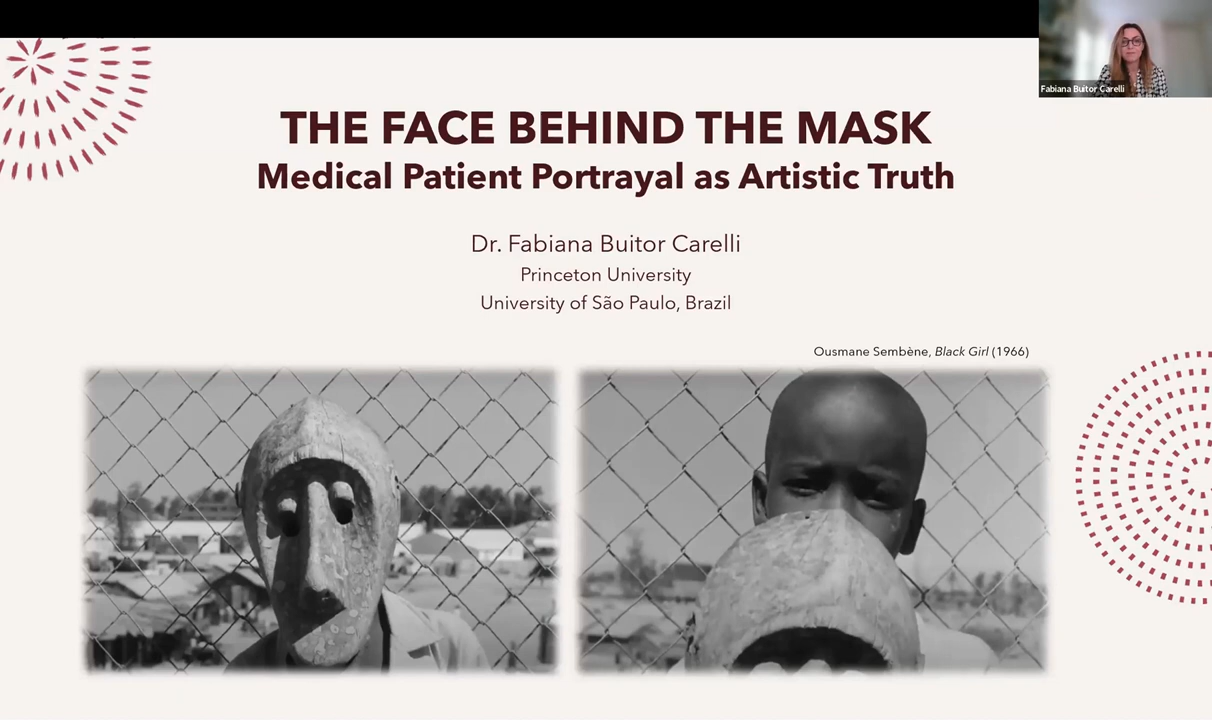 Fabiana Buitor Carelli
THE FACE BEHIND THE MASK
Medical Patient Portrayal as Artistic Truth
Dr. Fabiana Buitor Carelli
Princeton University
University of São Paulo, Brazil
Ousmane Sembène, Black Girl (1966)